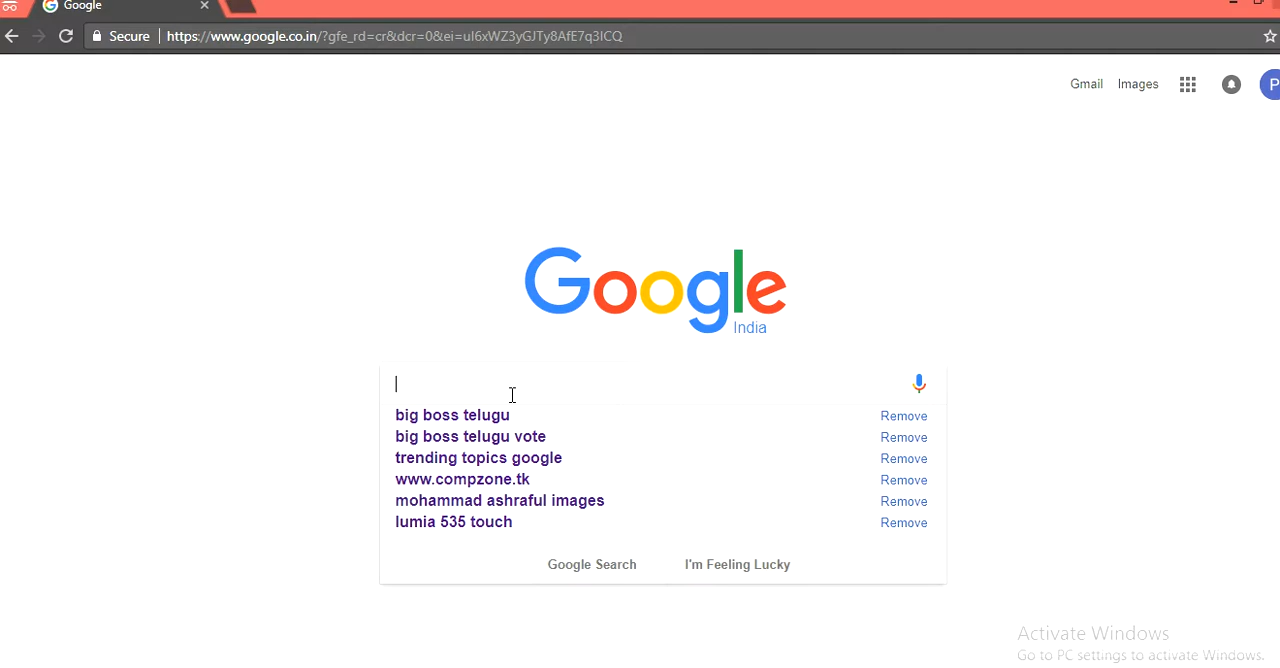 Google
Secure https://www.google.co.in/?gfe_rd=cr&dcr=0&ei=ul6xWZ3yGJTy8AfE7q3ICQ
Gmail Images P
Google
India
big boss telugu Remove
big boss telugu vote Remove
trending topics google Remove
www.compzone.tk Remove
mohammad ashraful images Remove
lumia 535 touch Remove
Google Search I'm Feeling Lucky
Activate Windows
Go to PC settings to activate Windows.